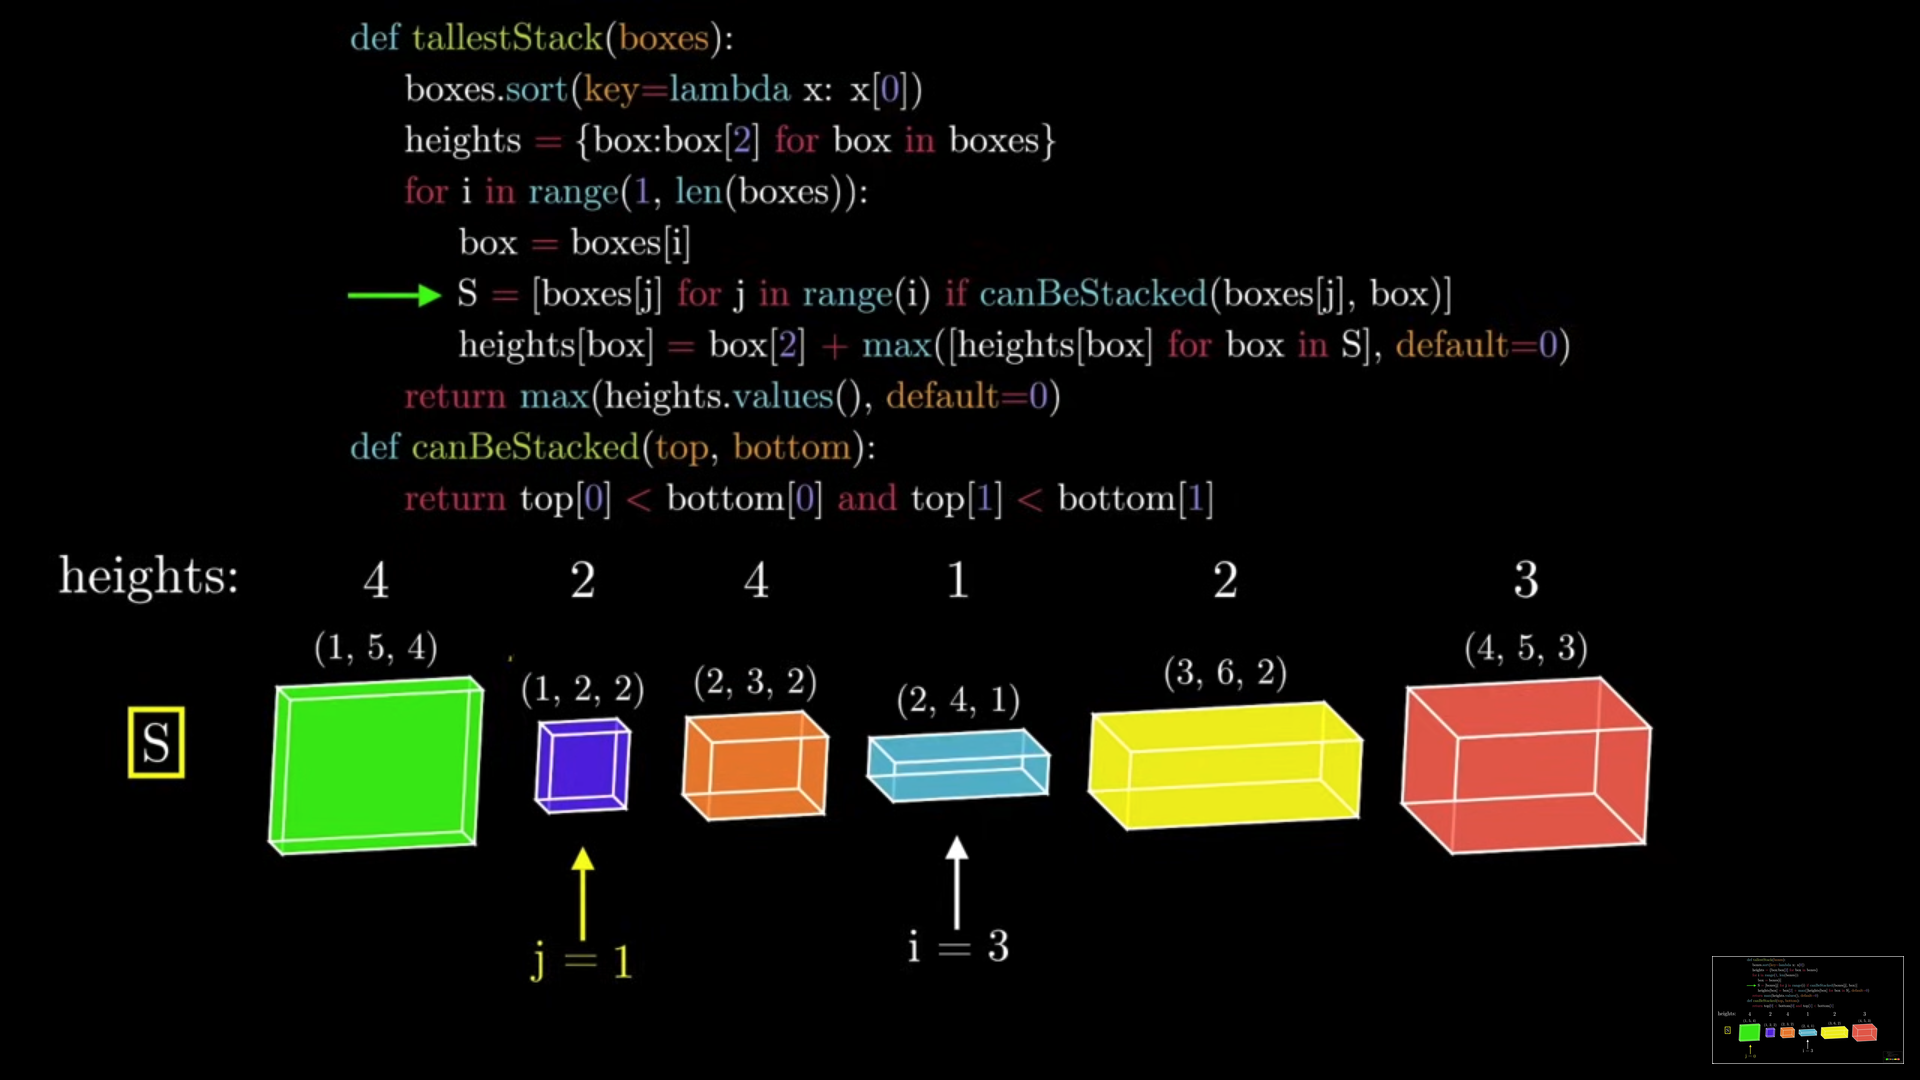 def tallestStack(boxes):
boxes.sort(key=lambda x: x[0])
heights = {box:box[2] for box in boxes}
for i in range(1, len(boxes)):
box = boxes[i]
S = [boxes[j] for j in range(i) if canBeStacked(boxes[j], box)]
heights[box] = box[2] + max([heights[box] for box in S], default=0)
return max(heights.values(), default=0)
def canBeStacked(top, bottom):
return top[0] < bottom[0] and top[1] < bottom[1]
heights: 4 2 4 1 2 3
(1, 5, 4) (1, 2, 2) (2, 3, 2) (2, 4, 1) (3, 6, 2) (4, 5, 3)
S
j = 1 i = 3